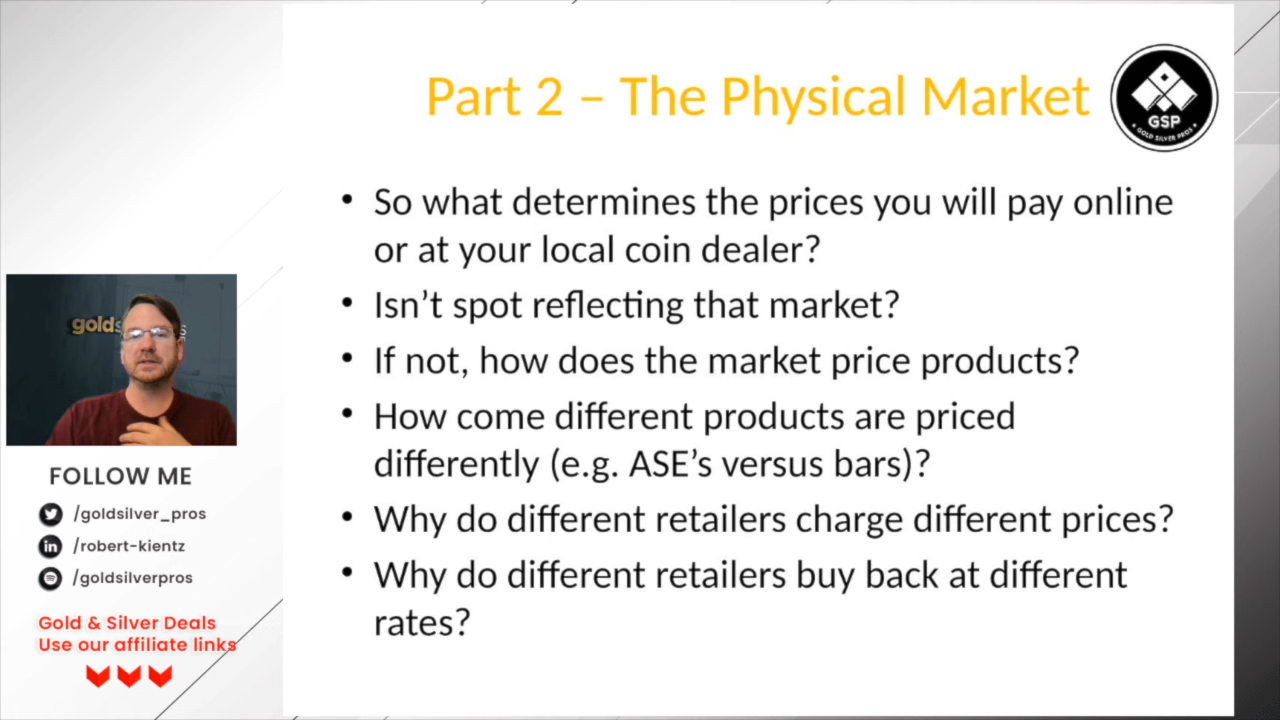 Part 2 – The Physical Market
GSP
GOLD SILVER PROS
• So what determines the prices you will pay online
or at your local coin dealer?
• Isn’t spot reflecting that market?
• If not, how does the market price products?
• How come different products are priced
differently (e.g. ASE’s versus bars)?
• Why do different retailers charge different prices?
• Why do different retailers buy back at different
rates?
golds
s
FOLLOW ME
/goldsilver_pros
in /robert-kientz
/goldsilverpros
Gold & Silver Deals
Use our affiliate links